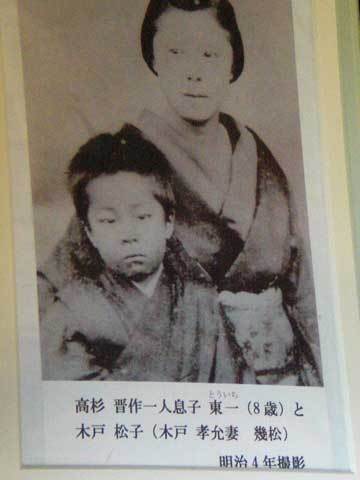 とういち
高杉 晋作一人息子 東一（8歳）と
木戸 松子（木戸 孝允妻 幾松）
明治4年撮影